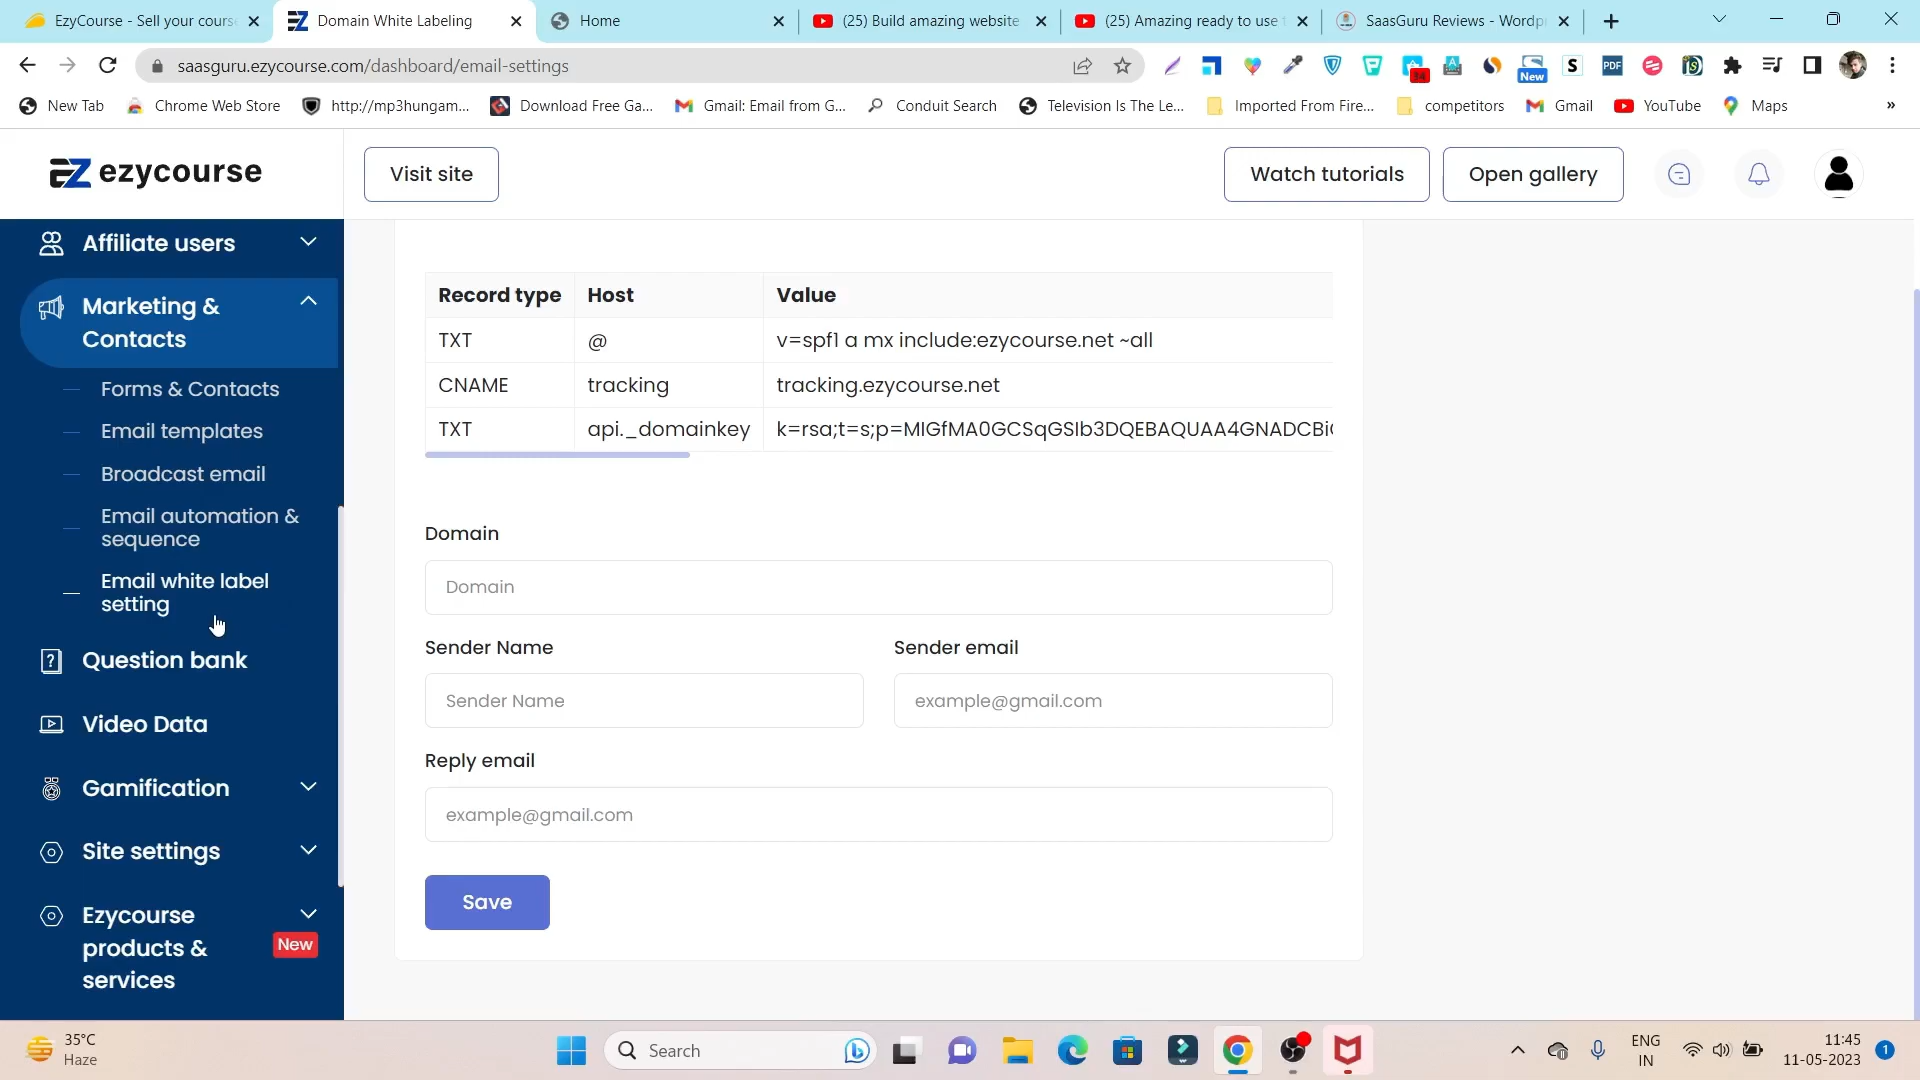 EzyCourse - Sell your cours
Domain White Labeling
Home
(25) Build amazing website
(25) Amazing ready to use
SaasGuru Reviews - Wordp
saasguru.ezycourse.com/dashboard/email-settings
34
New
S
PDF
New Tab
Chrome Web Store
http://mp3hungam...
Download Free Ga...
Gmail: Email from G...
Conduit Search
Television Is The Le...
Imported From Fire...
competitors
Gmail
YouTube
Maps
»
ezycourse
Visit site
Watch tutorials
Open gallery
Affiliate users
Marketing &
Contacts
Forms & Contacts
Email templates
Broadcast email
Email automation &
sequence
Email white label
setting
Question bank
Video Data
Gamification
Site settings
Ezycourse
products &
services
New
Record type Host Value
TXT @ v=spf1 a mx include:ezycourse.net ~all
CNAME tracking tracking.ezycourse.net
TXT api._domainkey k=rsa;t=s;p=MIGfMA0GCSqGSIb3DQEBAQUAA4GNADCBi
Domain
Domain
Sender Name
Sender email
Sender Name
example@gmail.com
Reply email
example@gmail.com
Save
35°C
Haze
Search
ENG
IN
11:45
11-05-2023
1